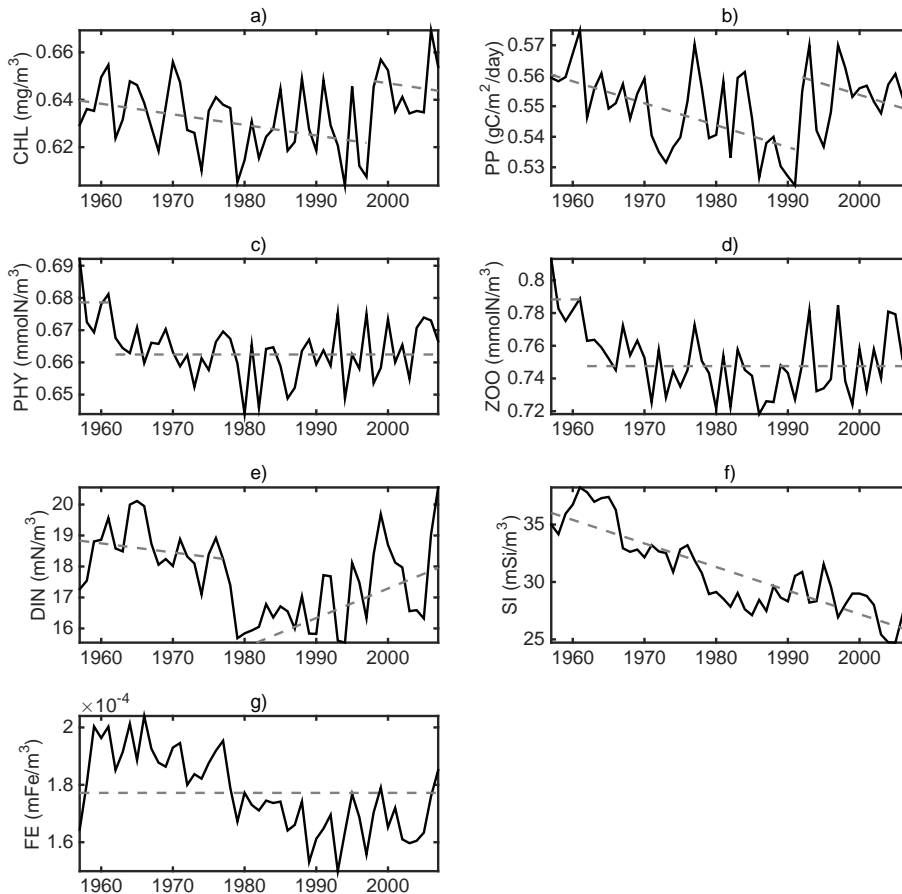 a)
CHL (mg/m³)
0.66
0.64
0.62
1960 1970 1980 1990 2000
b)
PP (gC/m²/day)
0.57
0.56
0.55
0.54
0.53
1960 1970 1980 1990 2000
c)
PHY (mmolN/m³)
0.69
0.68
0.67
0.66
0.65
1960 1970 1980 1990 2000
d)
ZOO (mmolN/m³)
0.8
0.78
0.76
0.74
0.72
1960 1970 1980 1990 2000
e)
DIN (mN/m³)
20
19
18
17
16
1960 1970 1980 1990 2000
f)
SI (mSi/m³)
35
30
25
1960 1970 1980 1990 2000
g)
×10⁻⁴
FE (mFe/m³)
2
1.8
1.6
1960 1970 1980 1990 2000